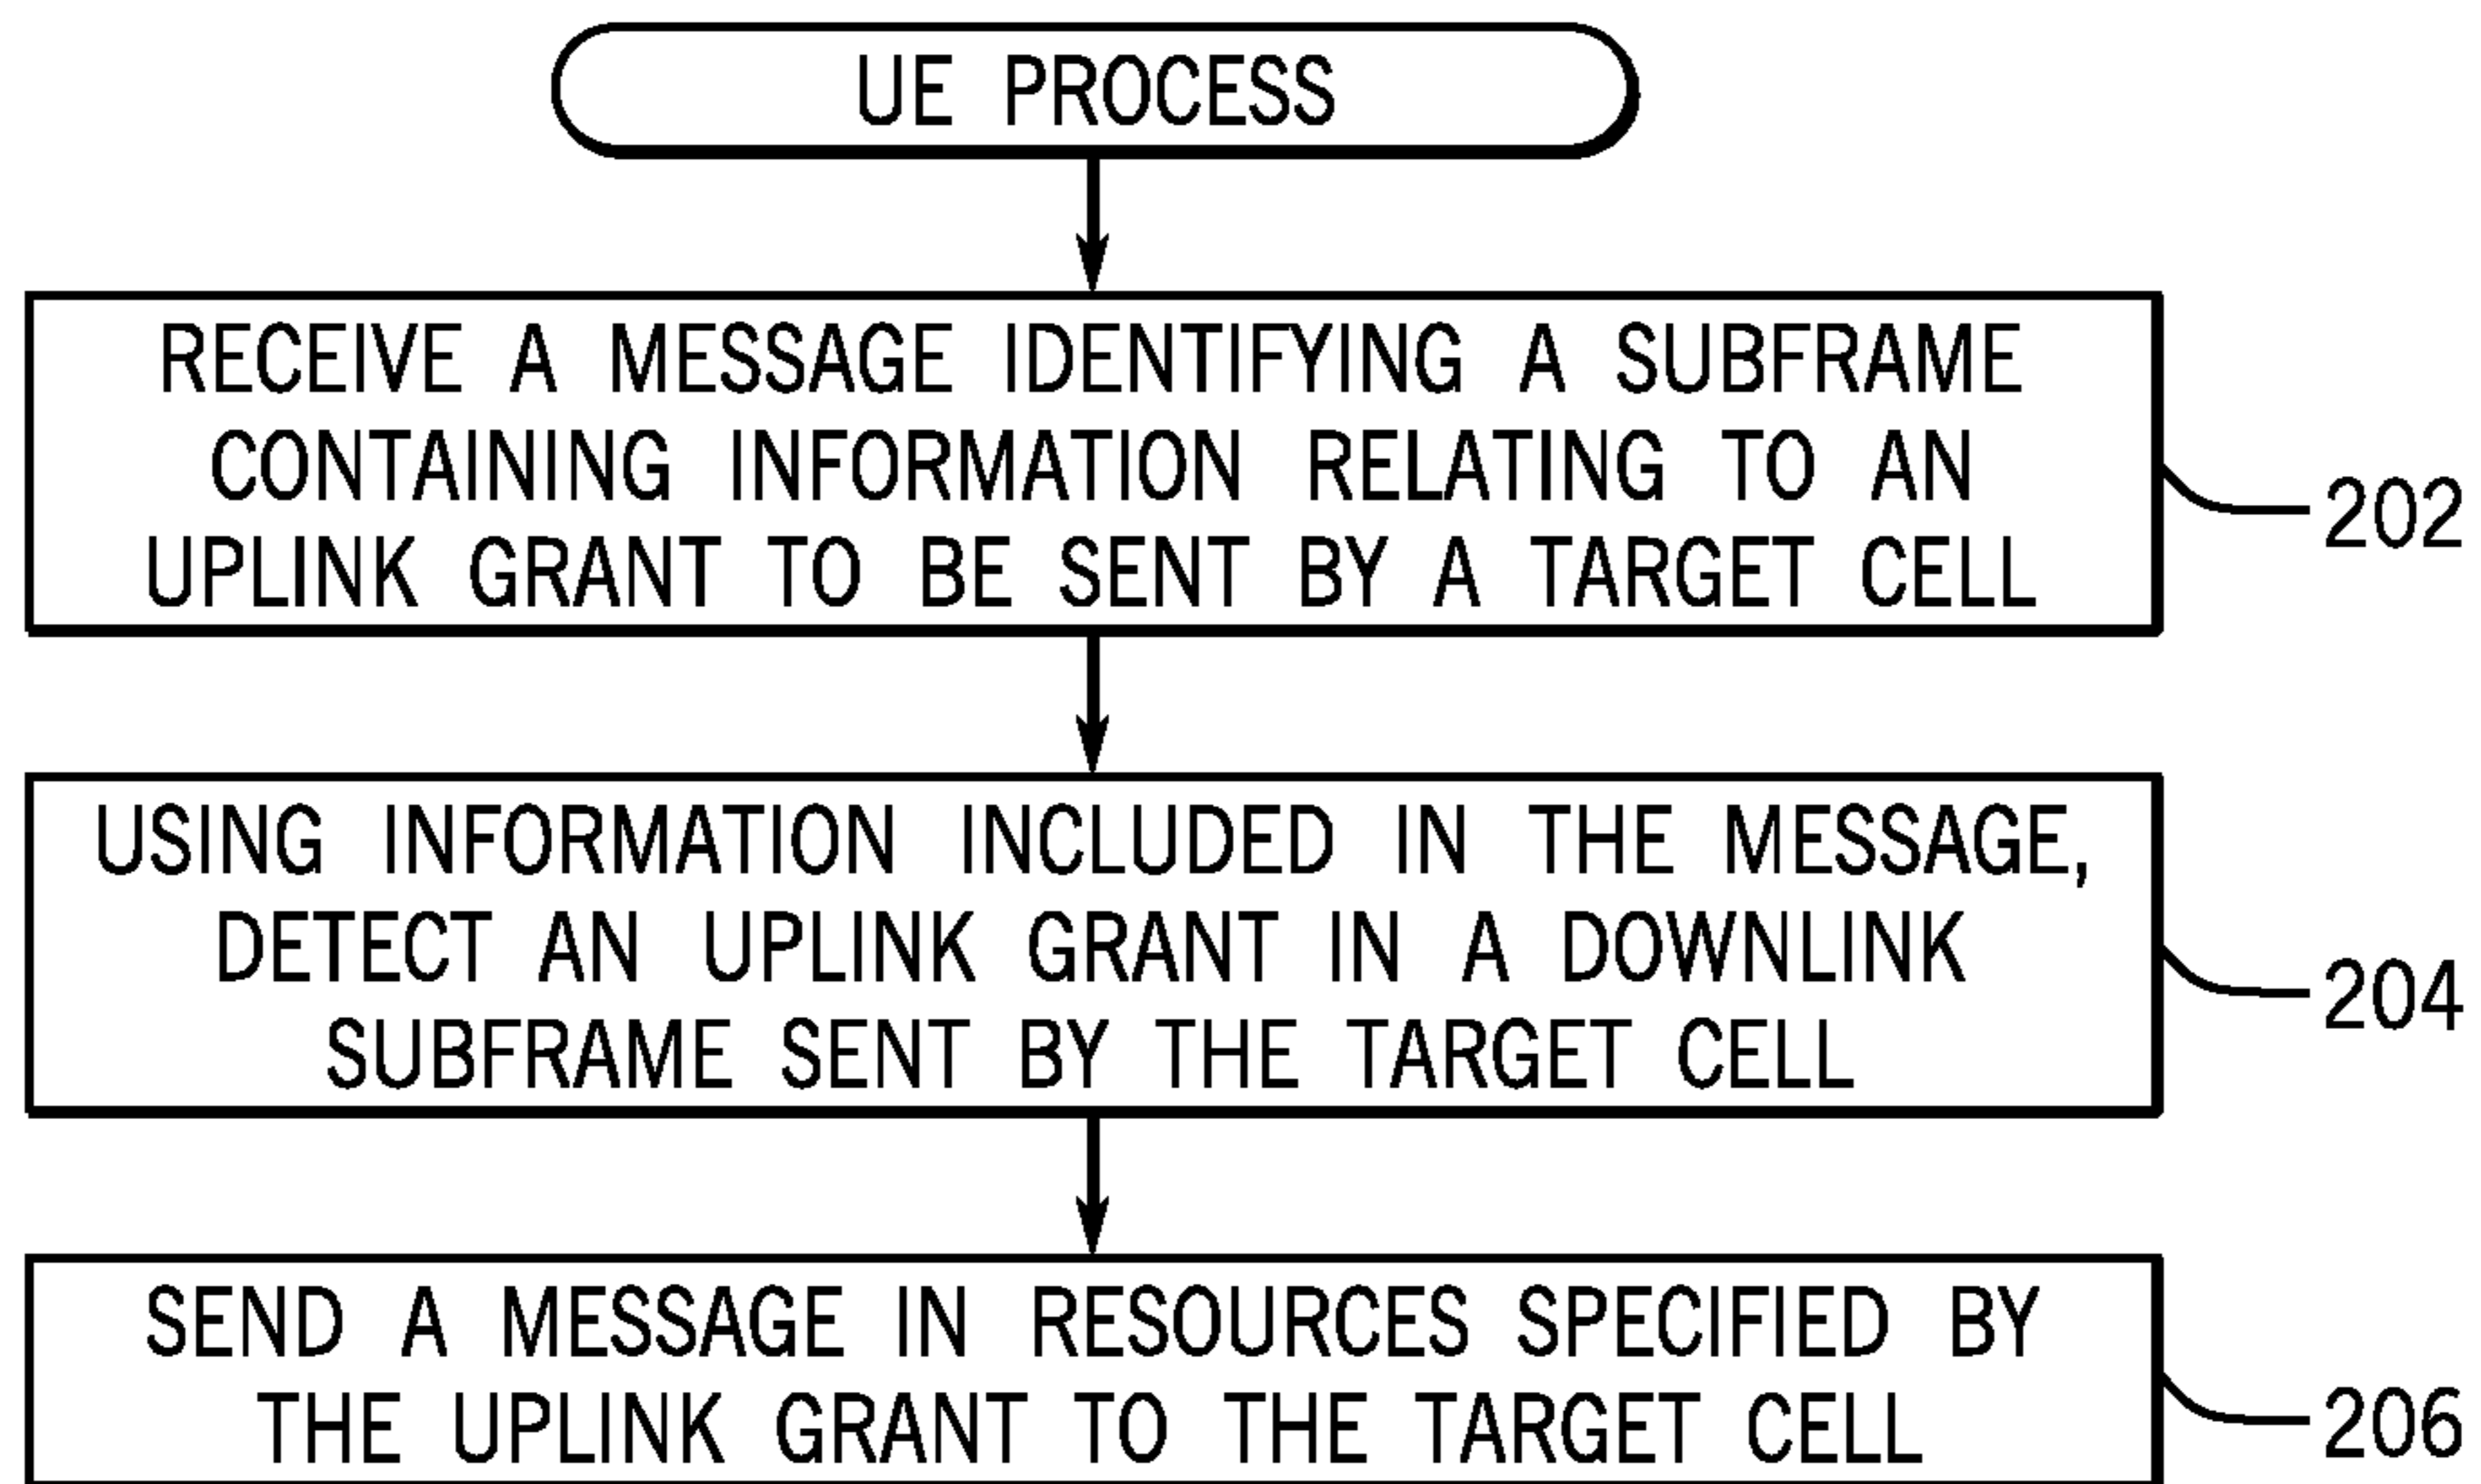 UE PROCESS
RECEIVE A MESSAGE IDENTIFYING A SUBFRAME
CONTAINING INFORMATION RELATING TO AN
UPLINK GRANT TO BE SENT BY A TARGET CELL
202
USING INFORMATION INCLUDED IN THE MESSAGE,
DETECT AN UPLINK GRANT IN A DOWNLINK
SUBFRAME SENT BY THE TARGET CELL
204
SEND A MESSAGE IN RESOURCES SPECIFIED BY
THE UPLINK GRANT TO THE TARGET CELL
206